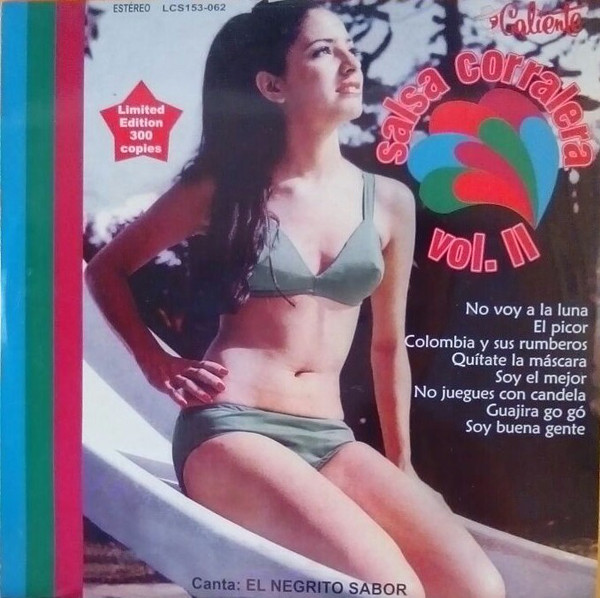 ESTÉREO LCS153-062
Caliente
Limited
Edition
300
copies
salsa corralera
vol. II
No voy a la luna
El picor
Colombia y sus rumberos
Quítate la máscara
Soy el mejor
No juegues con candela
Guajira go gó
Soy buena gente
Canta: EL NEGRITO SABOR